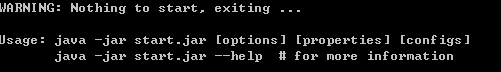 WARNING: Nothing to start, exiting ...
Usage: java -jar start.jar [options] [properties] [configs]
java -jar start.jar --help  # for more information